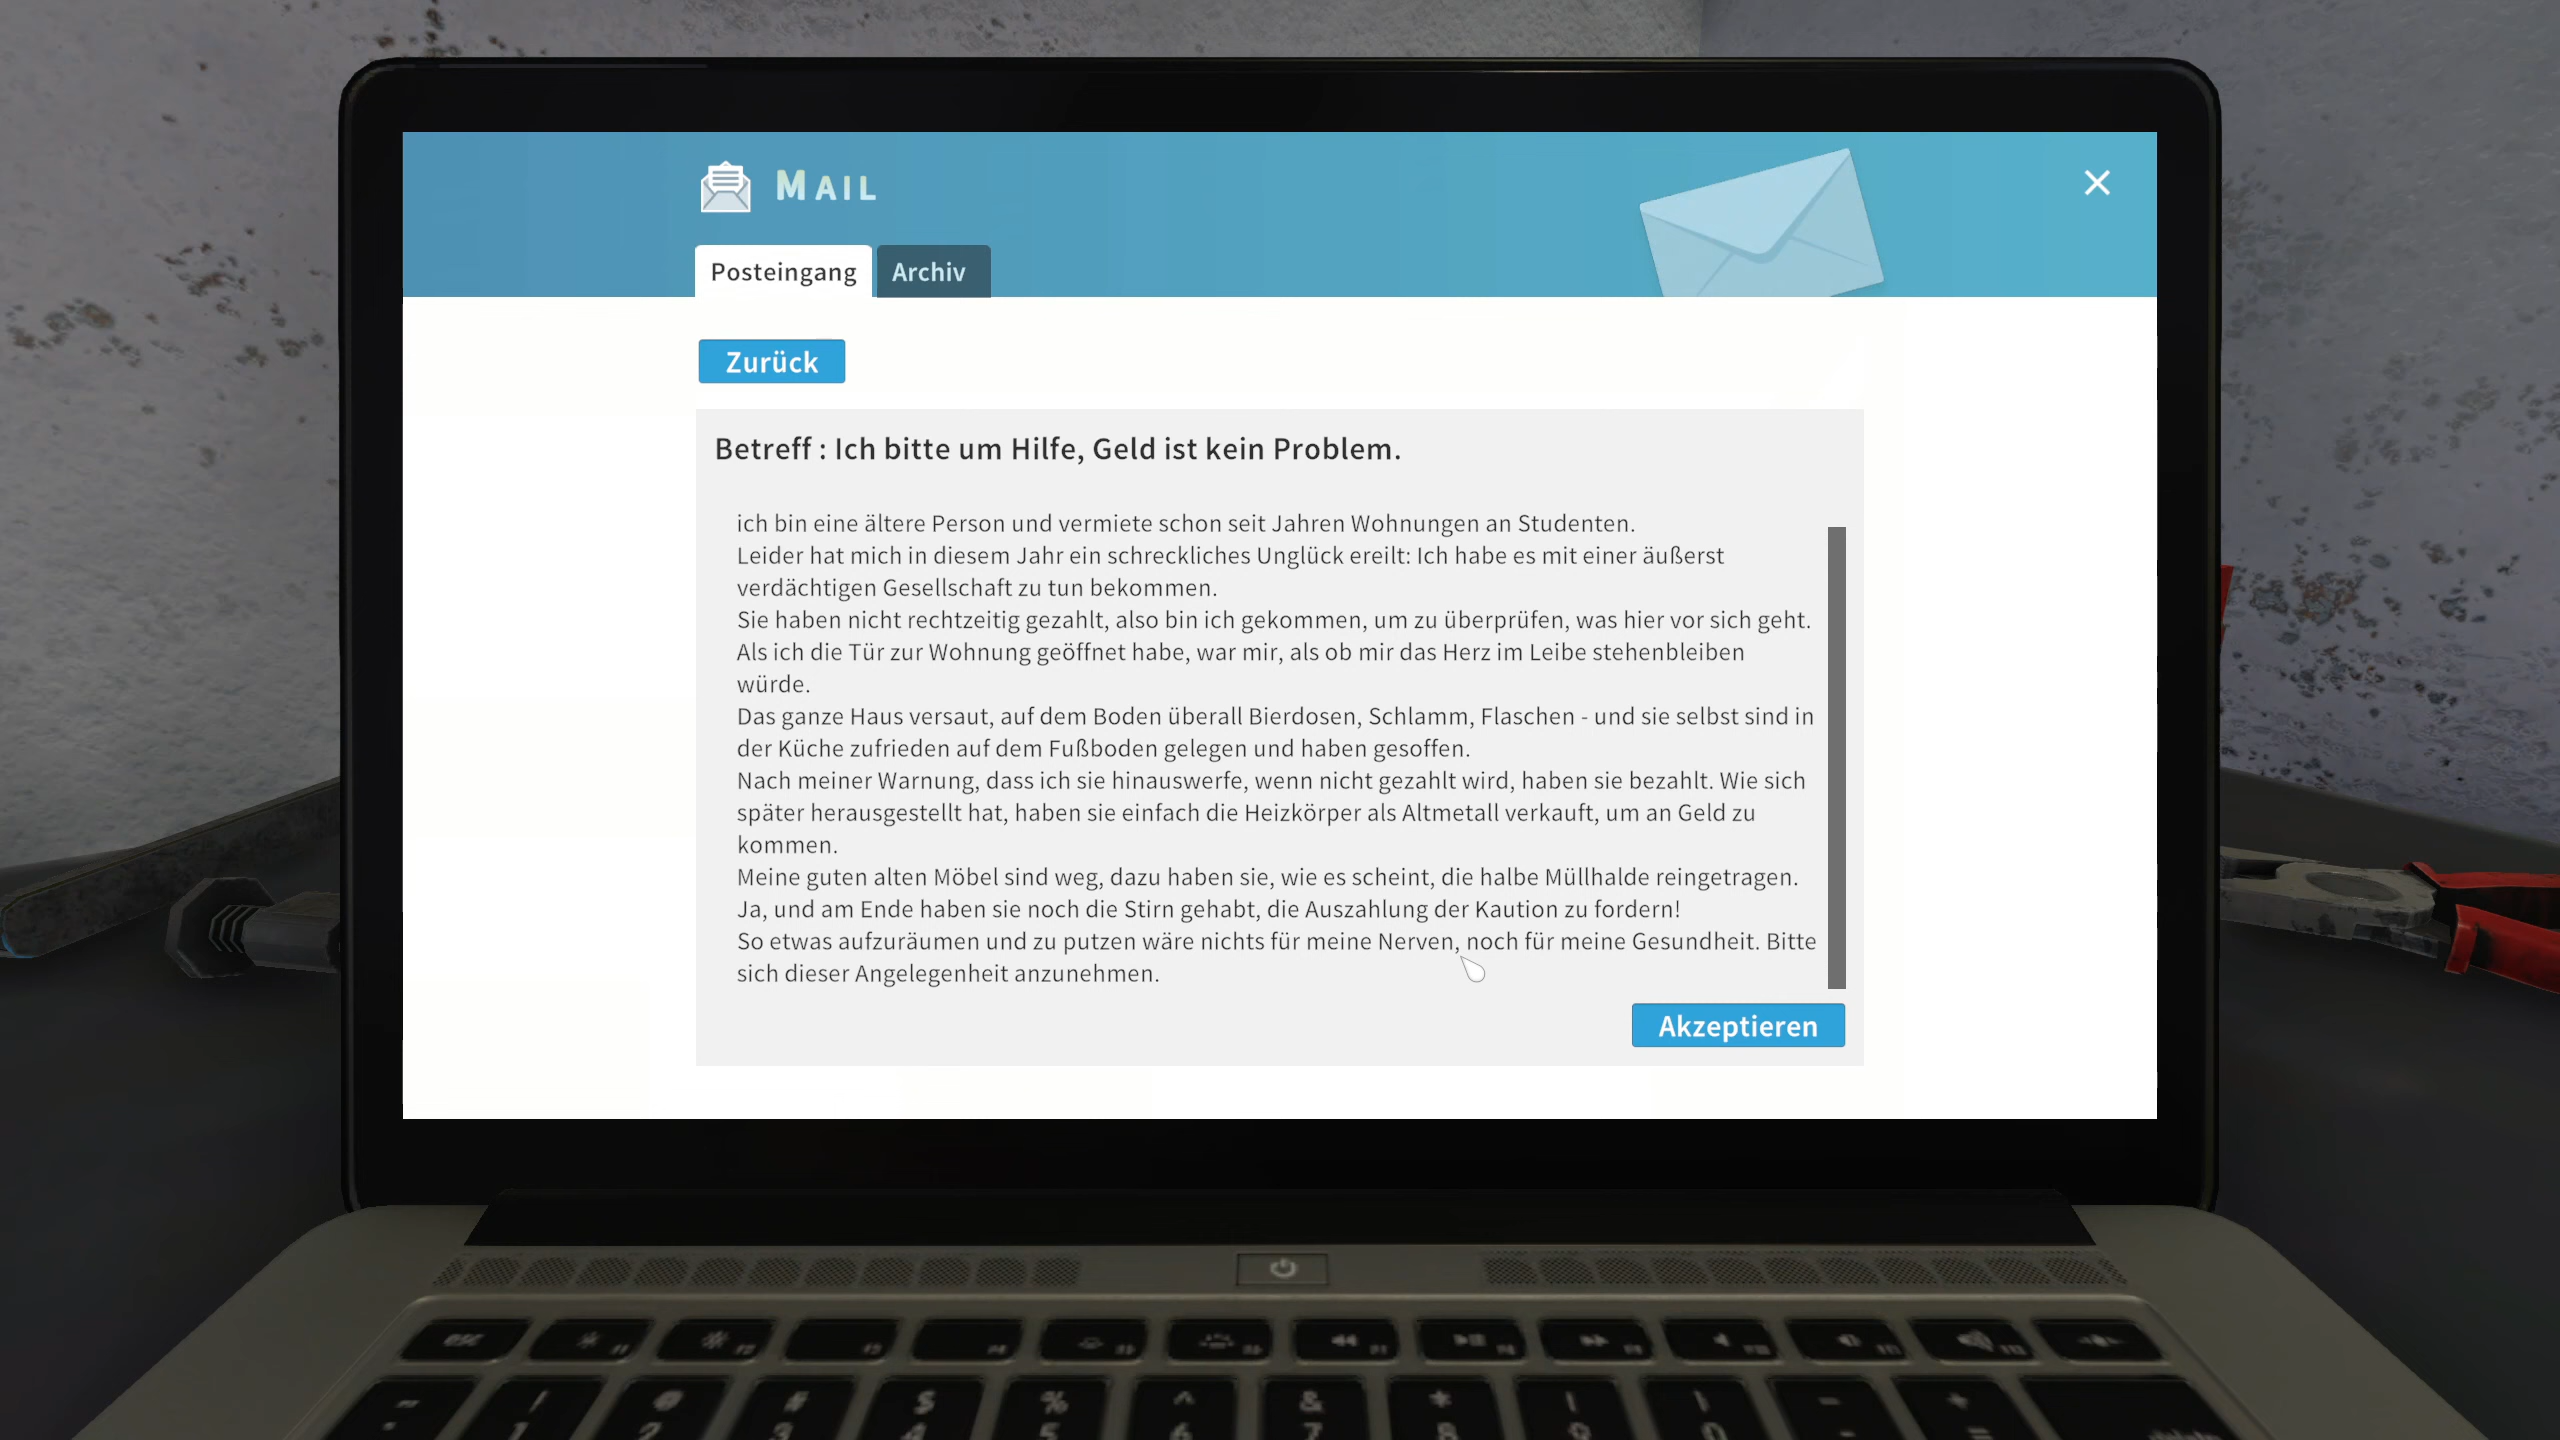 MAIL
Posteingang
Archiv
Zurück
Betreff : Ich bitte um Hilfe, Geld ist kein Problem.
ich bin eine ältere Person und vermiete schon seit Jahren Wohnungen an Studenten.
Leider hat mich in diesem Jahr ein schreckliches Unglück ereilt: Ich habe es mit einer äußerst
verdächtigen Gesellschaft zu tun bekommen.
Sie haben nicht rechtzeitig gezahlt, also bin ich gekommen, um zu überprüfen, was hier vor sich geht.
Als ich die Tür zur Wohnung geöffnet habe, war mir, als ob mir das Herz im Leibe stehenbleiben
würde.
Das ganze Haus versaut, auf dem Boden überall Bierdosen, Schlamm, Flaschen - und sie selbst sind in
der Küche zufrieden auf dem Fußboden gelegen und haben gesoffen.
Nach meiner Warnung, dass ich sie hinauswerfe, wenn nicht gezahlt wird, haben sie bezahlt. Wie sich
später herausgestellt hat, haben sie einfach die Heizkörper als Altmetall verkauft, um an Geld zu
kommen.
Meine guten alten Möbel sind weg, dazu haben sie, wie es scheint, die halbe Müllhalde reingetragen.
Ja, und am Ende haben sie noch die Stirn gehabt, die Auszahlung der Kaution zu fordern!
So etwas aufzuräumen und zu putzen wäre nichts für meine Nerven, noch für meine Gesundheit. Bitte
sich dieser Angelegenheit anzunehmen.
Akzeptieren
esc
! @ # $ % ^ & *
1 2 3 4 5 6 7 8